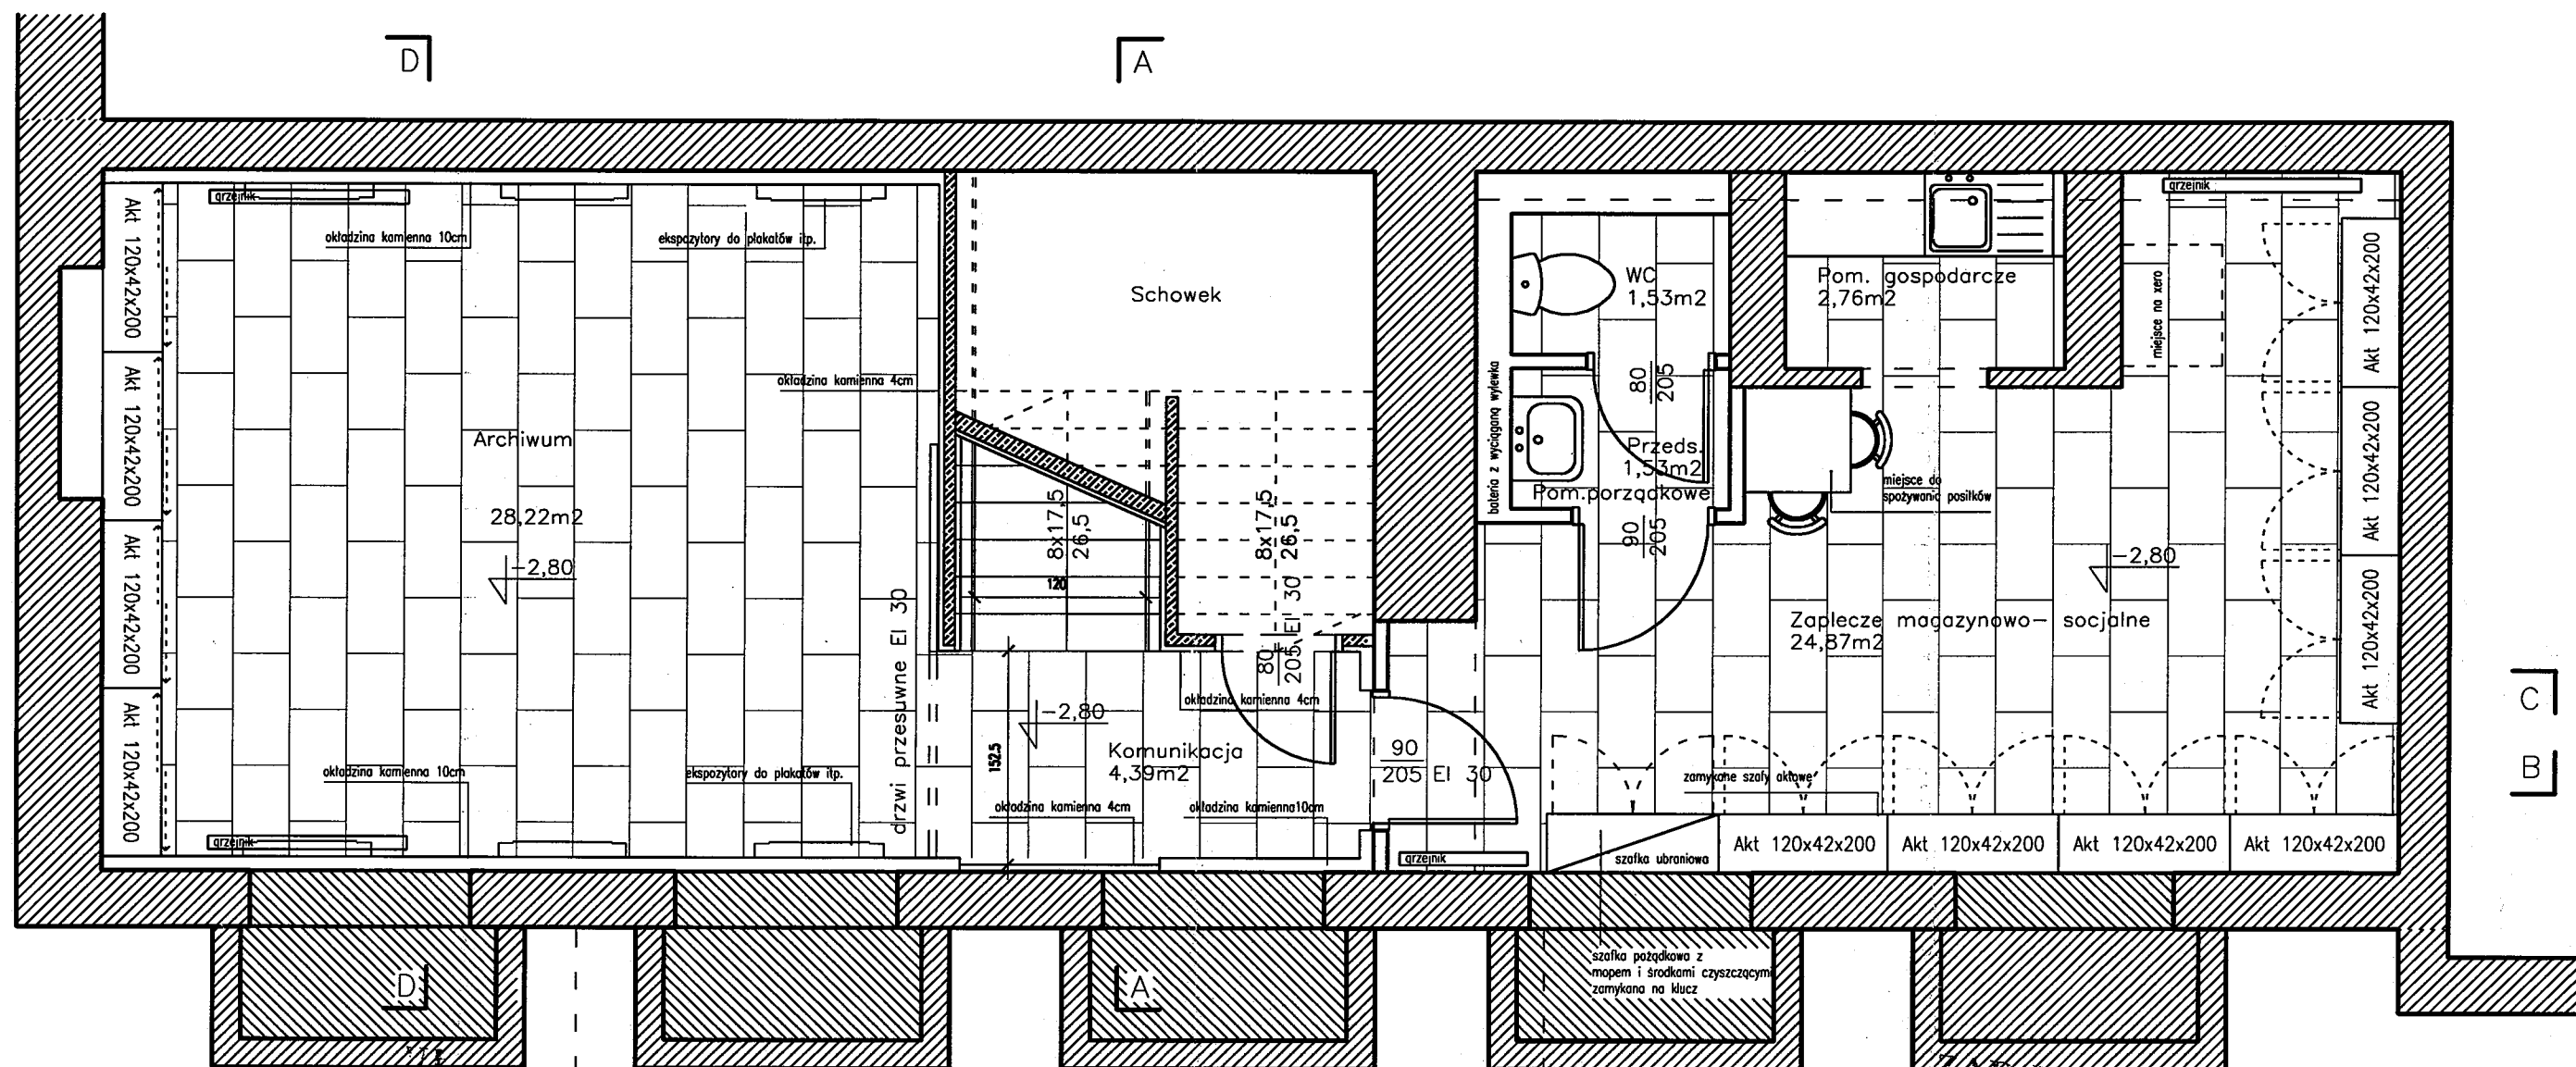 D
A
grzejnik
okładzina kamienna 10cm
ekspozytory do plakatów itp.
Akt 120x42x200
Akt 120x42x200
Akt 120x42x200
Akt 120x42x200
Archiwum
28,22m2
-2,80
okładzina kamienna 4cm
drzwi przesuwne EI 30
okładzina kamienna 10cm
ekspozytory do plakatów itp.
grzejnik
Schowek
8x17,5
26,5
120
8x17,5
26,5
80
205 EI 30
152.5
-2,80
okładzina kamienna 4cm
Komunikacja
4,39m2
okładzina kamienna 4cm
okładzina kamienna10cm
90
205 EI 30
grzejnik
WC
1,53m2
80
205
bateria z wyciąganą wylewką
Przeds.
1,53m2
Pom.porządkowe
90
205
Pom. gospodarcze
2,76m2
miejsce na xero
grzejnik
miejsce do
spożywania posiłków
-2,80
Zaplecze magazynowo- socjalne
24,87m2
Akt 120x42x200
Akt 120x42x200
Akt 120x42x200
zamykane szafy aktowe
szafka ubraniowa
Akt 120x42x200
Akt 120x42x200
Akt 120x42x200
Akt 120x42x200
C
B
szafka pożądkowa z
mopem i środkami czyszczącymi
zamykana na klucz
D
A